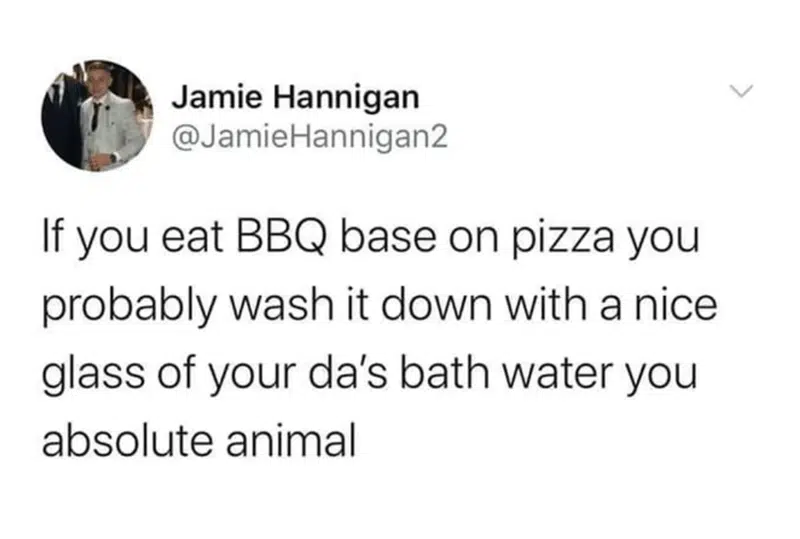 Jamie Hannigan
@JamieHannigan2
If you eat BBQ base on pizza you
probably wash it down with a nice
glass of your da's bath water you
absolute animal